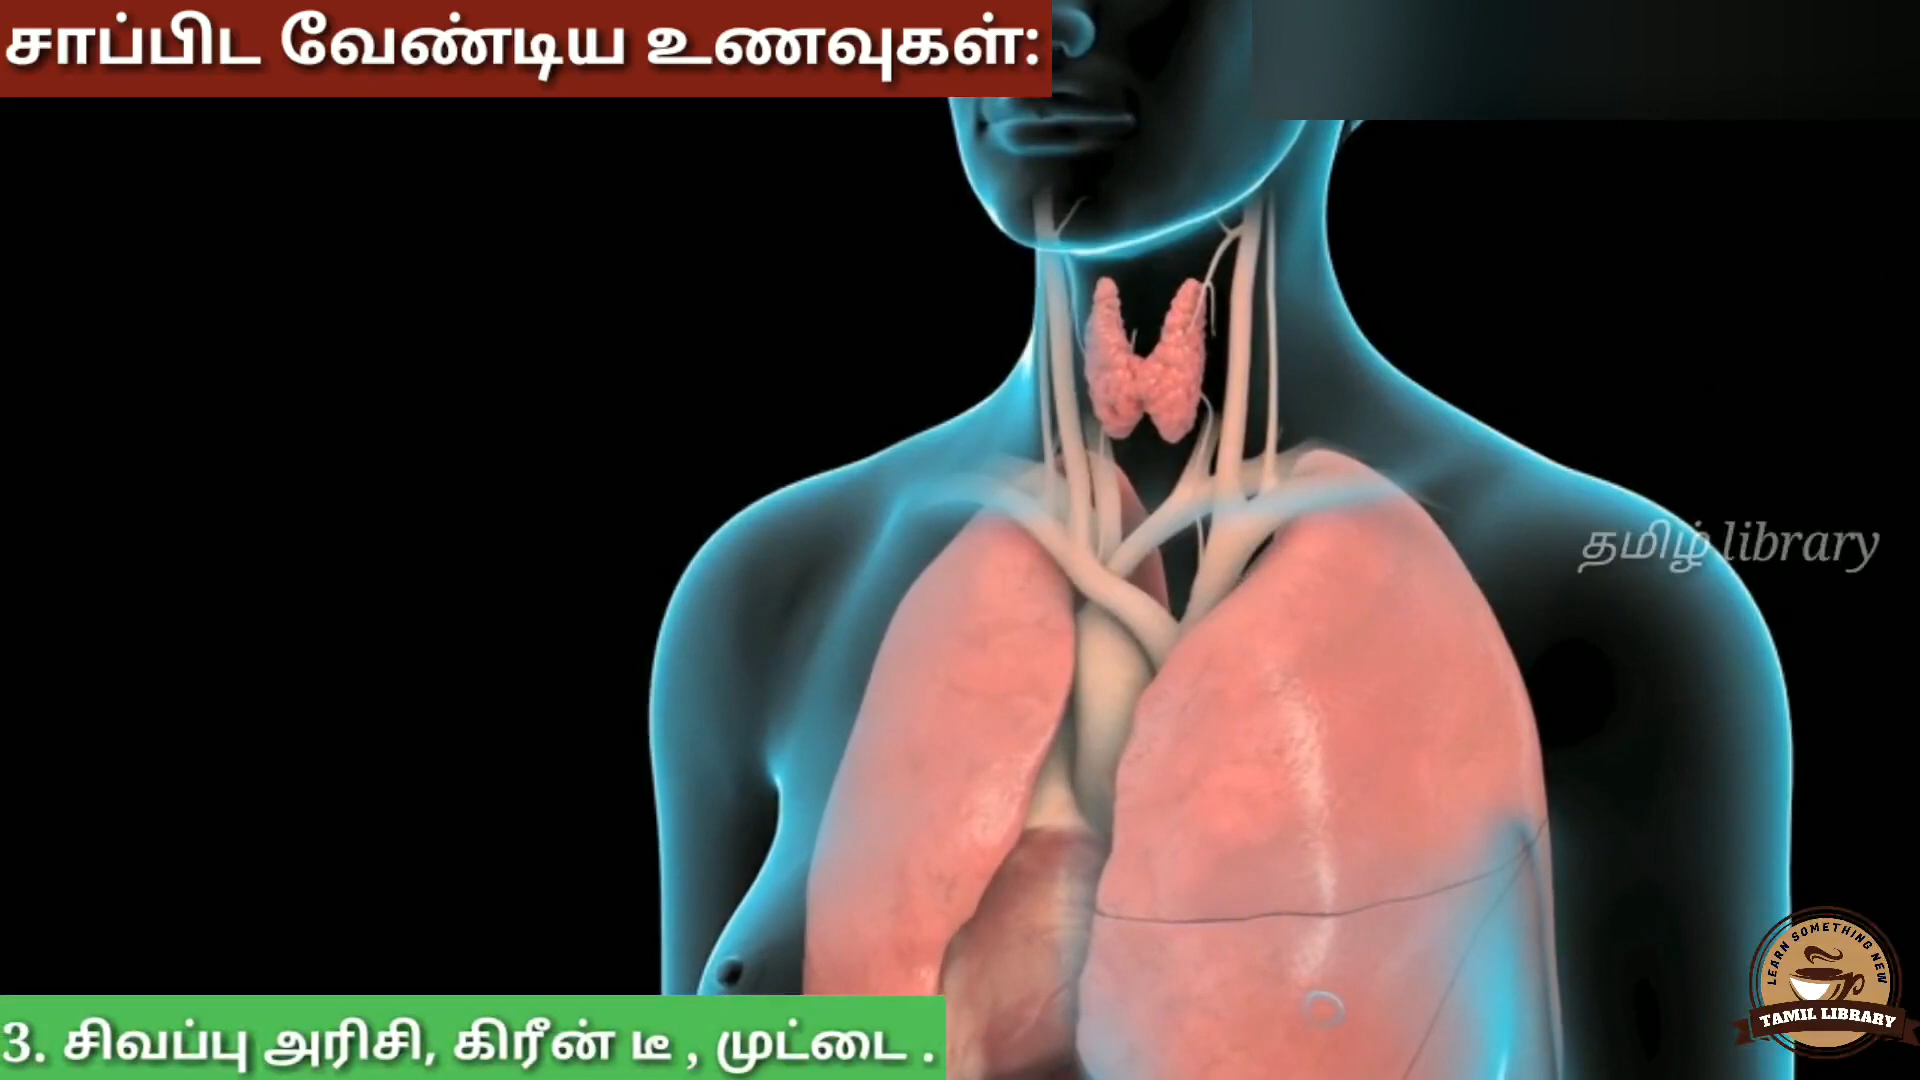 சாப்பிட வேண்டிய உணவுகள்:
தமிழ் library
LEARN SOMETHING NEW
TAMIL LIBRARY
3. சிவப்பு அரிசி, கிரீன் டீ , முட்டை .